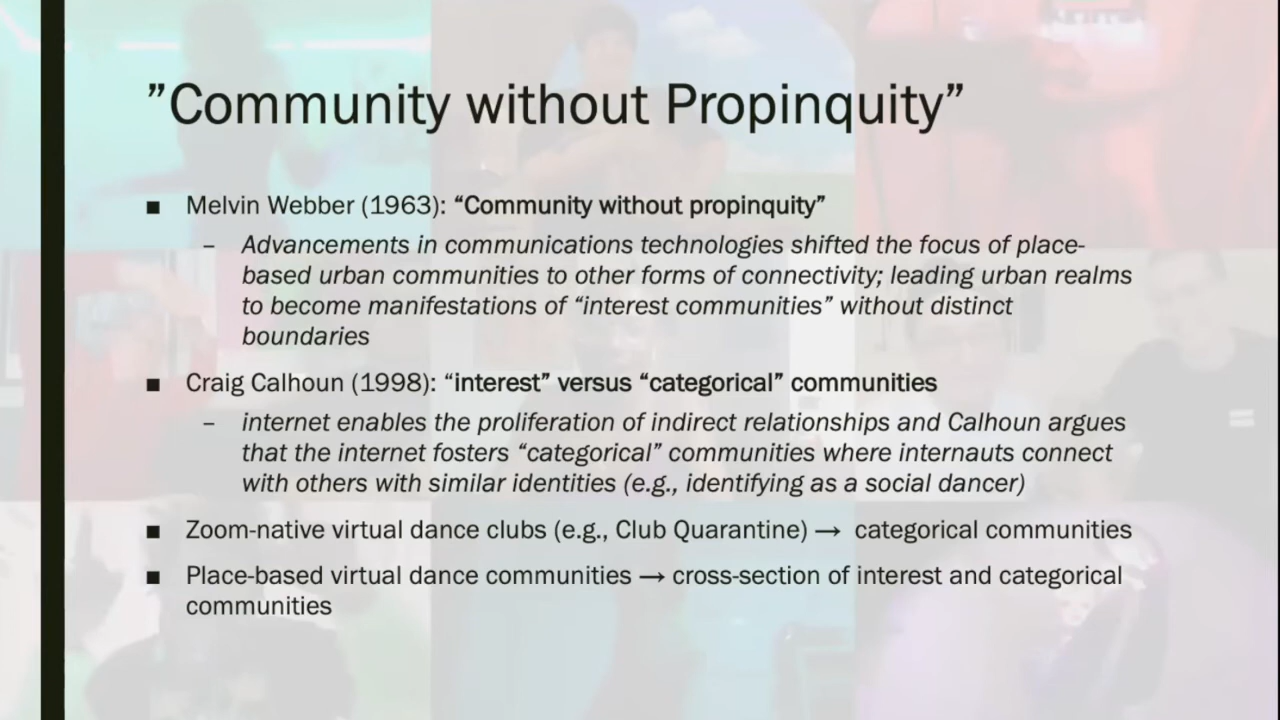 ”Community without Propinquity”
■ Melvin Webber (1963): “Community without propinquity”
– Advancements in communications technologies shifted the focus of place-
based urban communities to other forms of connectivity; leading urban realms
to become manifestations of “interest communities” without distinct
boundaries
■ Craig Calhoun (1998): “interest” versus “categorical” communities
– internet enables the proliferation of indirect relationships and Calhoun argues
that the internet fosters “categorical” communities where internauts connect
with others with similar identities (e.g., identifying as a social dancer)
■ Zoom-native virtual dance clubs (e.g., Club Quarantine) → categorical communities
■ Place-based virtual dance communities → cross-section of interest and categorical
communities